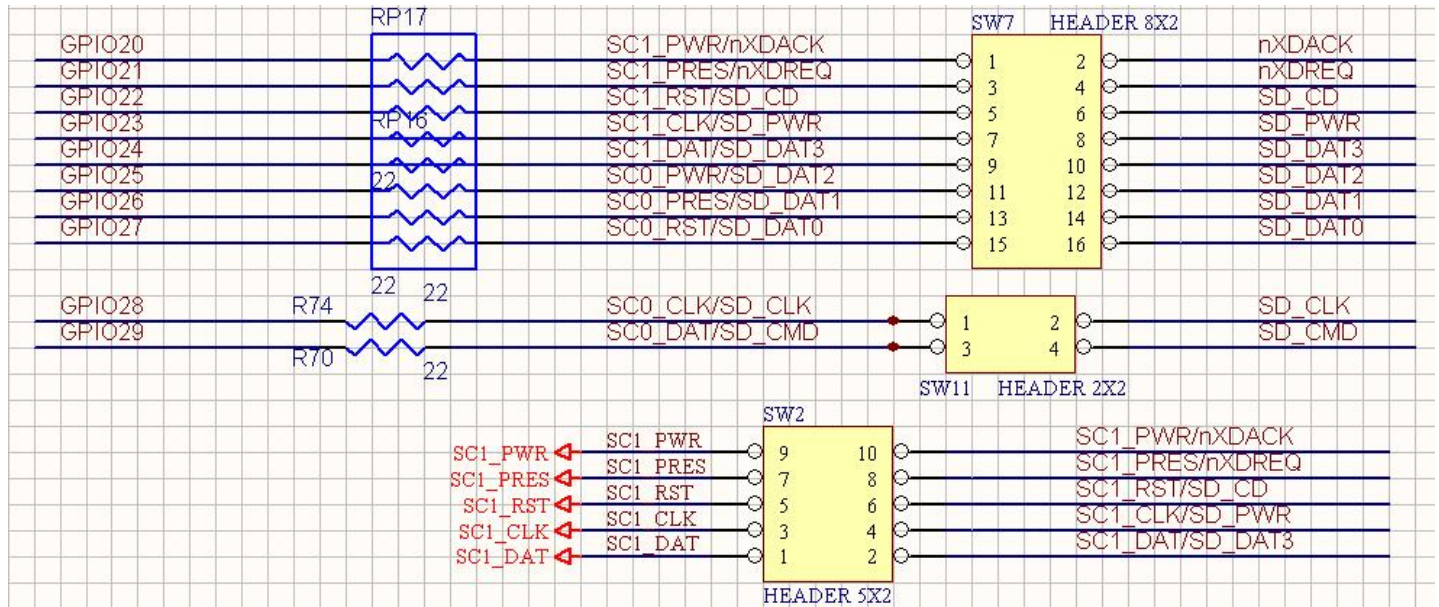 RP17 SW7 HEADER 8X2
GPIO20 SC1_PWR/nXDACK 1 2 nXDACK
GPIO21 SC1_PRES/nXDREQ 3 4 nXDREQ
GPIO22 SC1_RST/SD_CD 5 6 SD_CD
GPIO23 RP16 SC1_CLK/SD_PWR 7 8 SD_PWR
GPIO24 SC1_DAT/SD_DAT3 9 10 SD_DAT3
GPIO25 22 SC0_PWR/SD_DAT2 11 12 SD_DAT2
GPIO26 SC0_PRES/SD_DAT1 13 14 SD_DAT1
GPIO27 SC0_RST/SD_DAT0 15 16 SD_DAT0
22 22
GPIO28 R74 SC0_CLK/SD_CLK 1 2 SD_CLK
GPIO29 SC0_DAT/SD_CMD 3 4 SD_CMD
R70 22
SW11 HEADER 2X2
SW2
SC1_PWR SC1_PWR 9 10 SC1_PWR/nXDACK
SC1_PRES SC1_PRES 7 8 SC1_PRES/nXDREQ
SC1_RST SC1_RST 5 6 SC1_RST/SD_CD
SC1_CLK SC1_CLK 3 4 SC1_CLK/SD_PWR
SC1_DAT SC1_DAT 1 2 SC1_DAT/SD_DAT3
HEADER 5X2